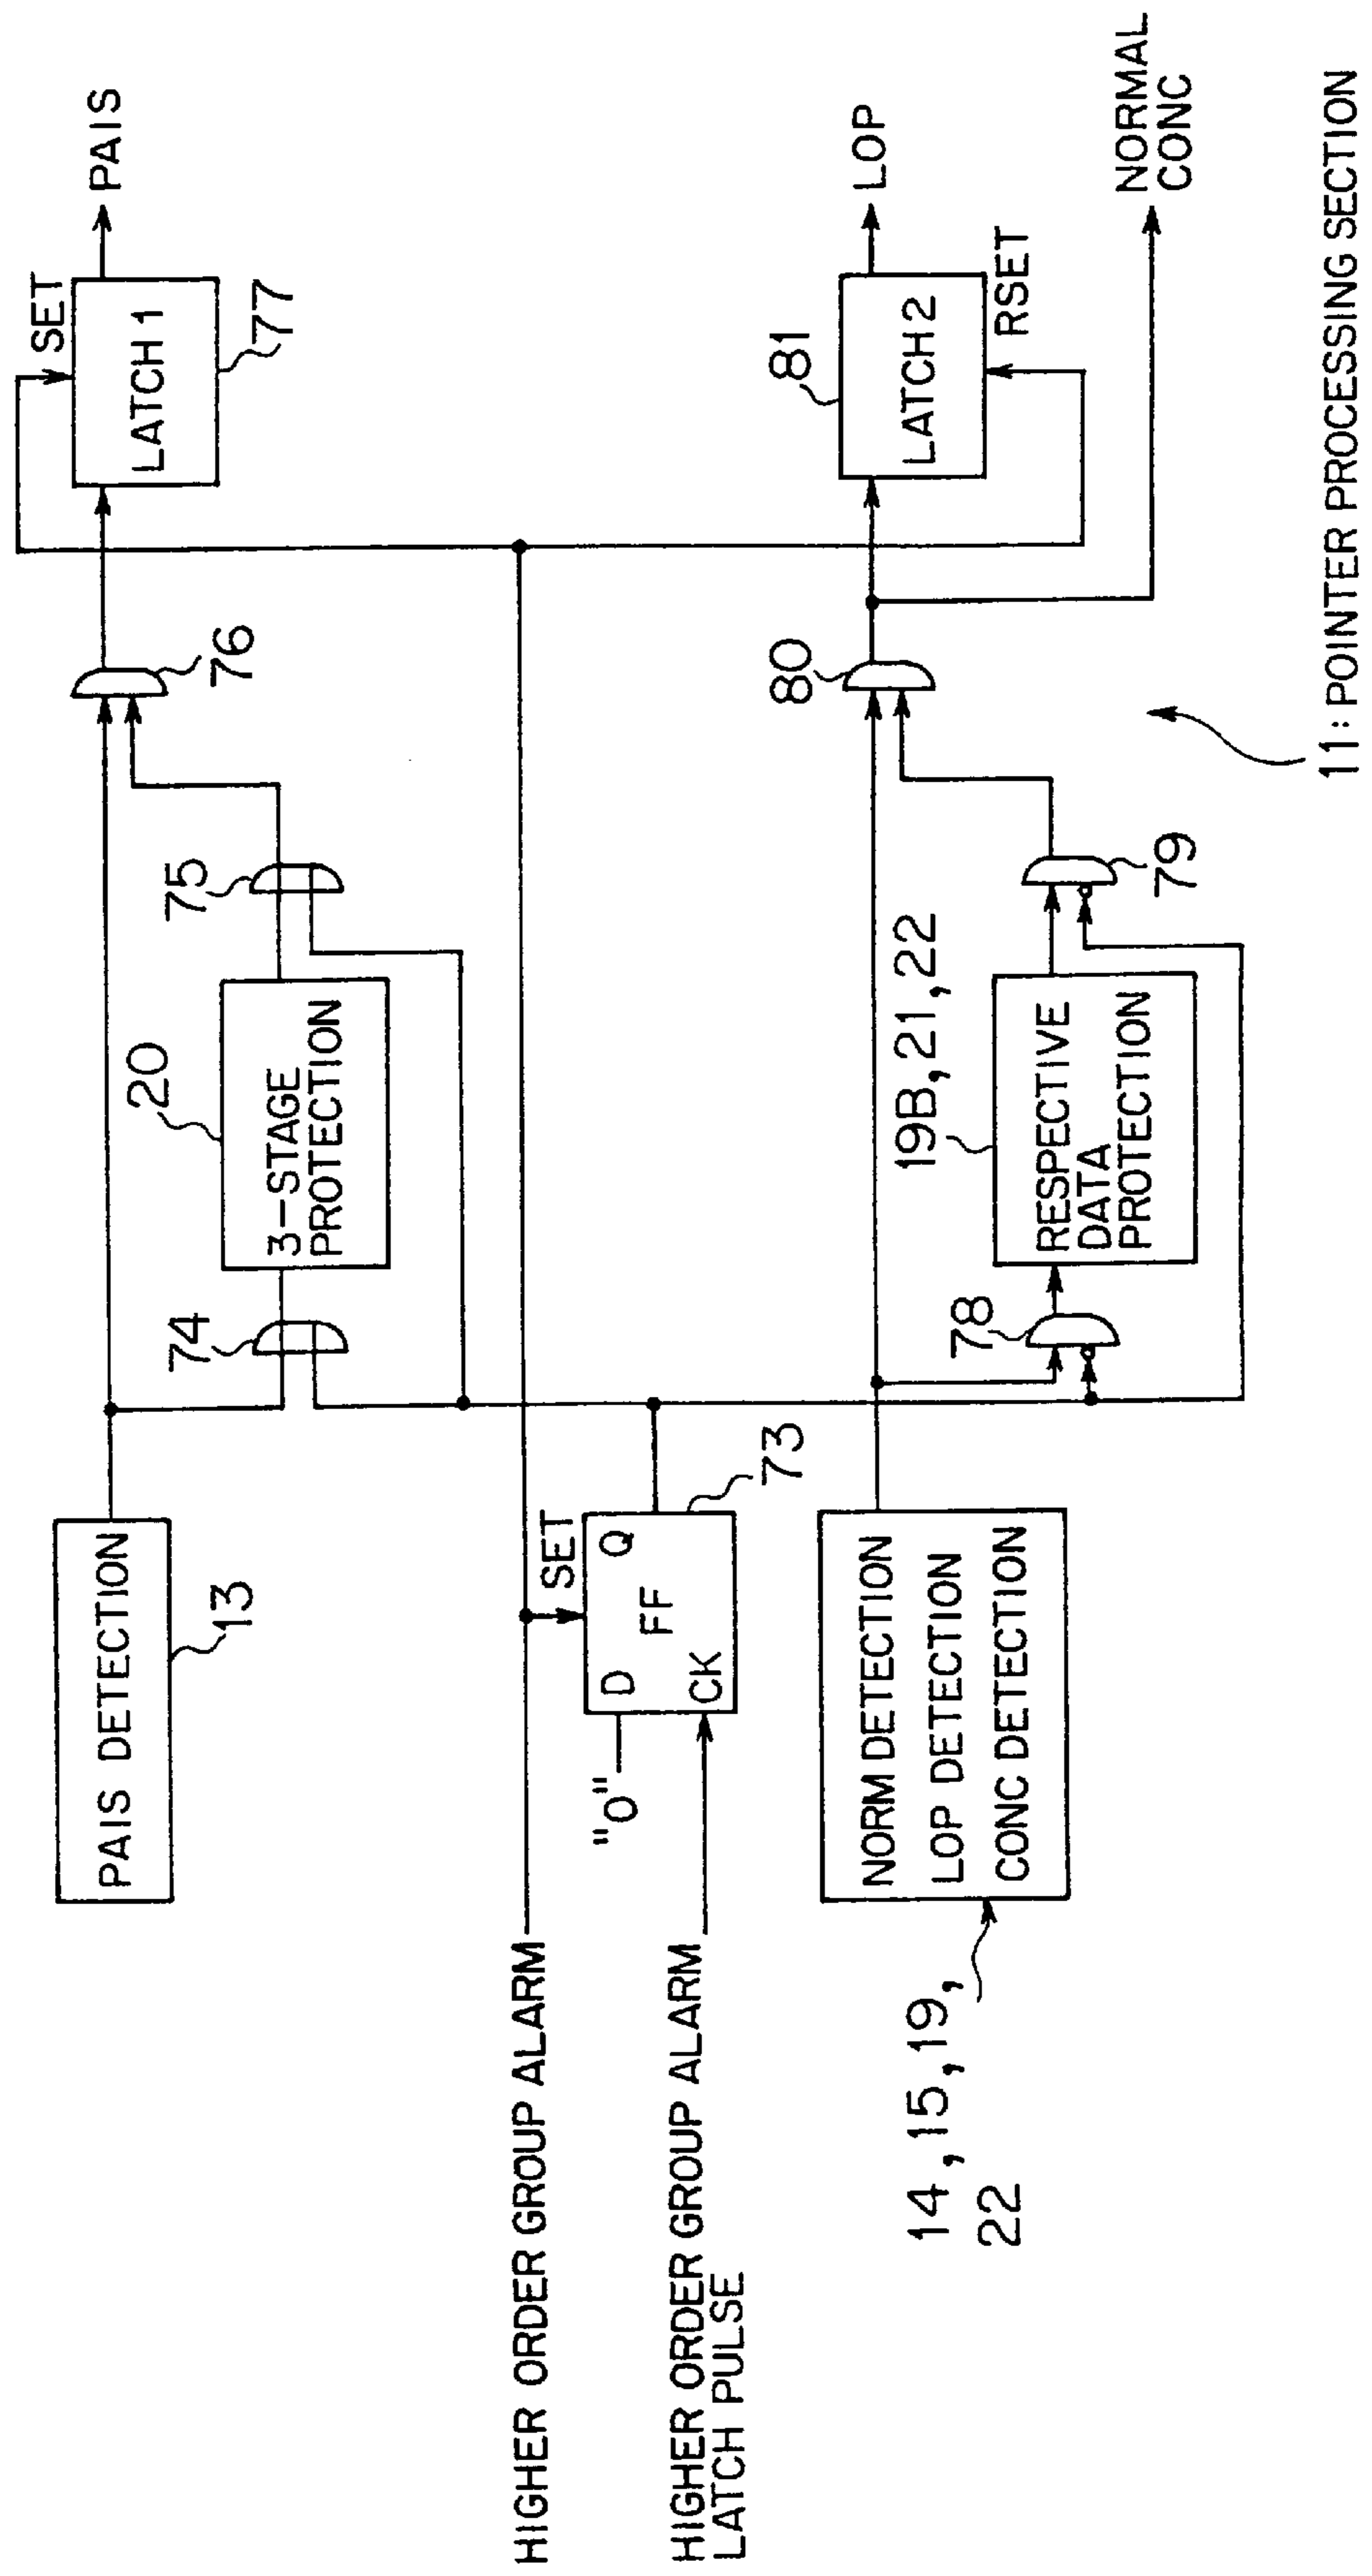 PAIS DETECTION
13
74
20
3-STAGE
PROTECTION
75
76
SET
LATCH 1
77
PAIS
HIGHER ORDER GROUP ALARM
SET
D Q
FF
CK
73
"0"
HIGHER ORDER GROUP ALARM
LATCH PULSE
NORM DETECTION
LOP DETECTION
CONC DETECTION
14,15,19,
22
78
19B,21,22
RESPECTIVE
DATA
PROTECTION
79
80
81
LATCH 2
RSET
LOP
NORMAL
CONC
11: POINTER PROCESSING SECTION